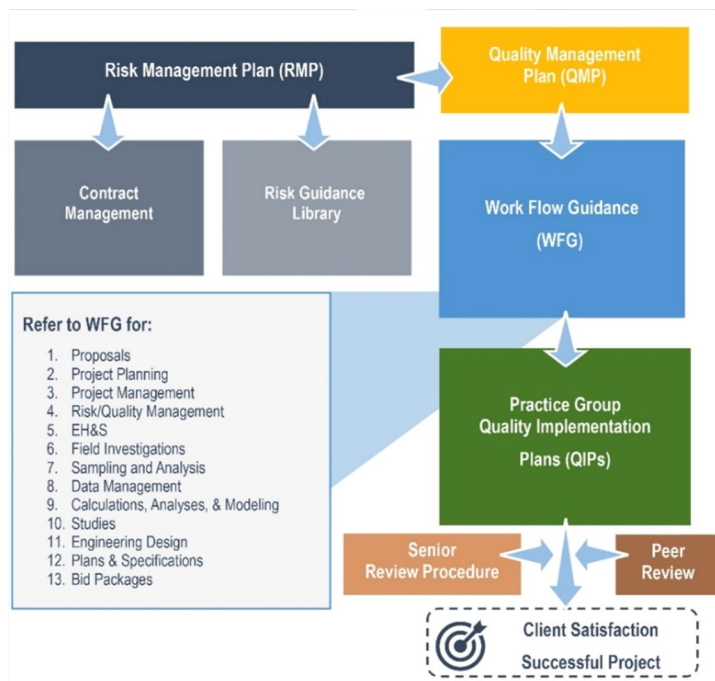 Risk Management Plan (RMP)
Quality Management
Plan (QMP)
Contract
Management
Risk Guidance
Library
Work Flow Guidance
(WFG)
Refer to WFG for:
1. Proposals
2. Project Planning
3. Project Management
4. Risk/Quality Management
5. EH&S
6. Field Investigations
7. Sampling and Analysis
8. Data Management
9. Calculations, Analyses, & Modeling
10. Studies
11. Engineering Design
12. Plans & Specifications
13. Bid Packages
Practice Group
Quality Implementation
Plans (QIPs)
Senior
Review Procedure
Peer
Review
Client Satisfaction
Successful Project